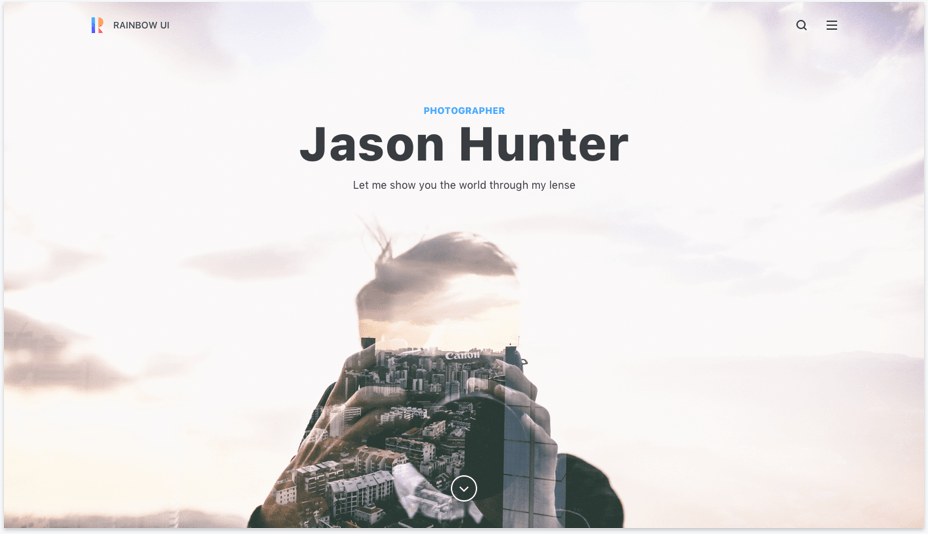 RAINBOW UI
PHOTOGRAPHER
Jason Hunter
Let me show you the world through my lense
Canon